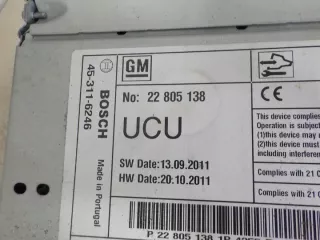 GM
No: 22 805 138
UCU
SW Date:13.09.2011
HW Date:20.10.2011
BOSCH
45-311-6246
Made in Portugal
CE
This device complies
Operation is subject
(1)this device may
(2)this device must
including interferen
Complies with 21 C
Complies with 21 C
P 22 805 138 1P